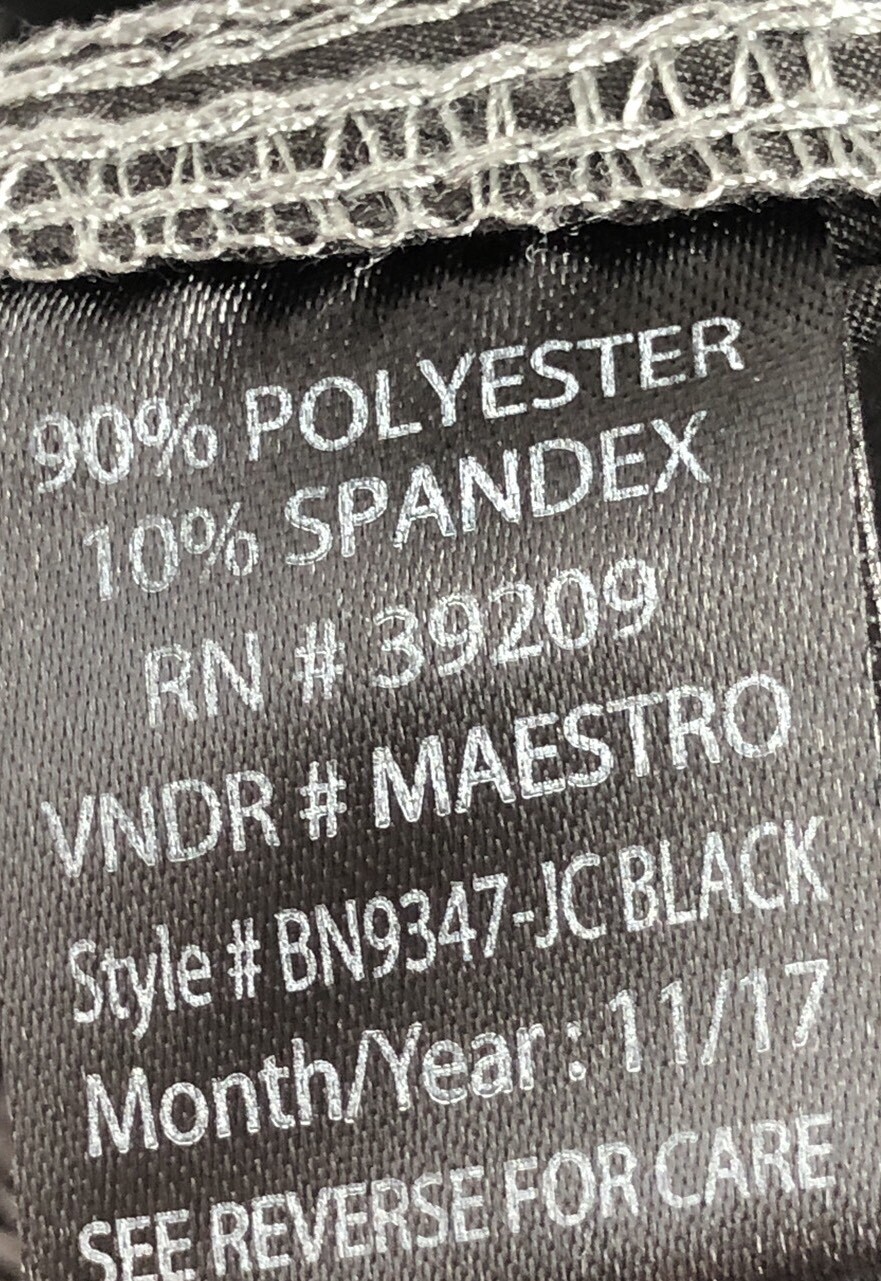 90% POLYESTER
10% SPANDEX
RN # 39209
VNDR # MAESTRO
Style # BN9347-JC BLACK
Month/Year : 11/17
SEE REVERSE FOR CARE